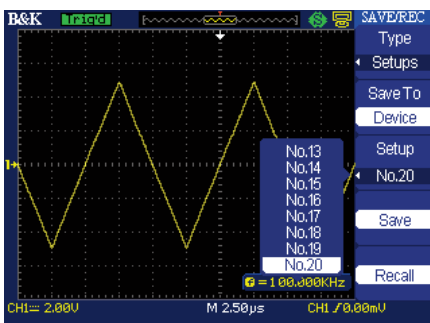 B&K Trig'd SAVE/REC
Type
Setups
Save To
Device
Setup
No.20
Save
Recall
No.13
No.14
No.15
No.16
No.17
No.18
No.19
No.20
=100.000KHz
1
CH1 2.00V M 2.50μs CH1 0.00mV